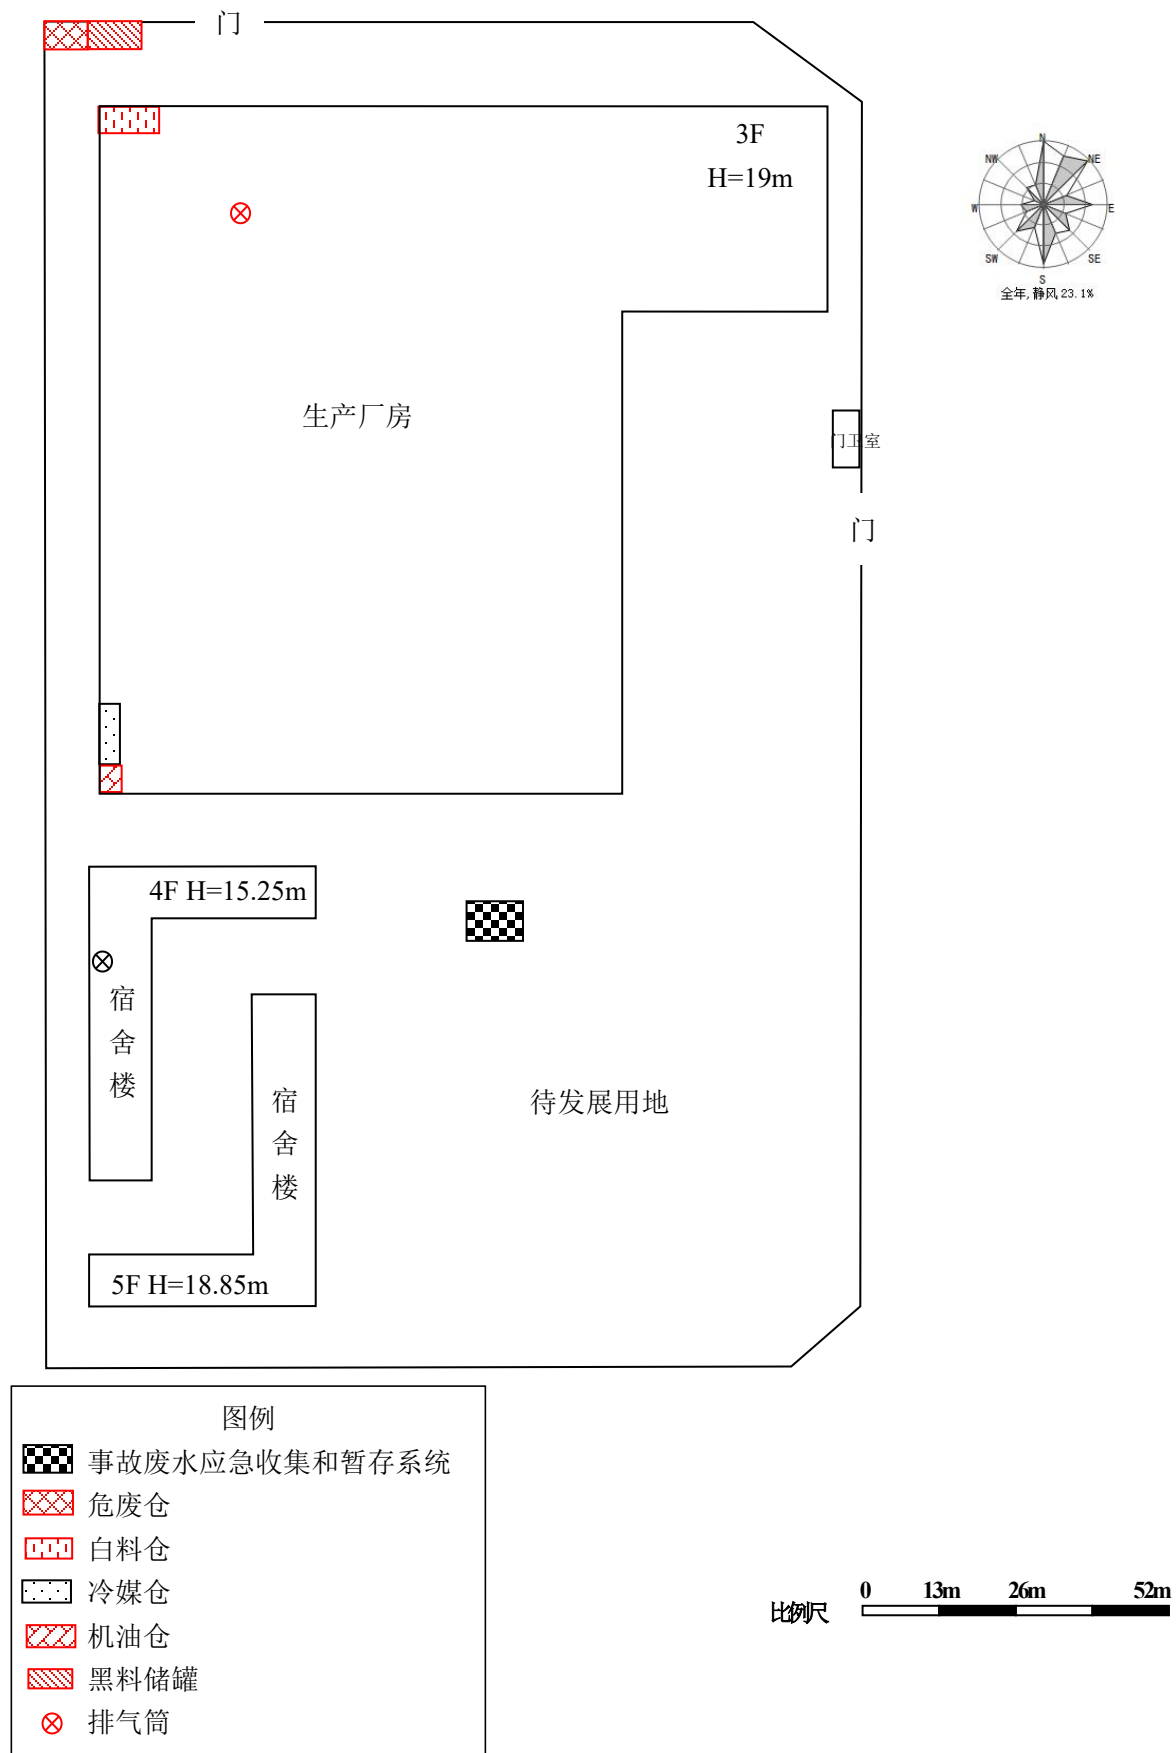 门
3F
H=19m
N
NW
NE
W
E
SW
SE
S
全年,静风 23.1%
生产厂房
门卫室
门
4F H=15.25m
宿舍楼
宿舍楼
待发展用地
5F H=18.85m
图例
事故废水应急收集和暂存系统
危废仓
白料仓
冷媒仓
机油仓
黑料储罐
排气筒
比例尺
0 13m 26m 52m